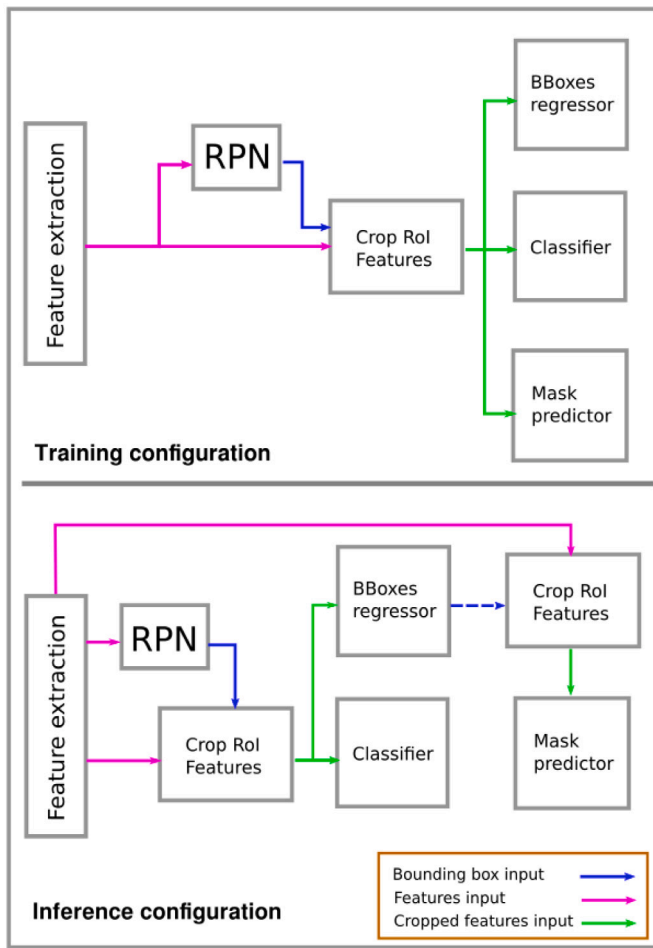 Feature extraction
RPN
Crop RoI
Features
BBoxes
regressor
Classifier
Mask
predictor
Training configuration
Feature extraction
RPN
Crop RoI
Features
BBoxes
regressor
Classifier
Crop RoI
Features
Mask
predictor
Bounding box input
Features input
Cropped features input
Inference configuration